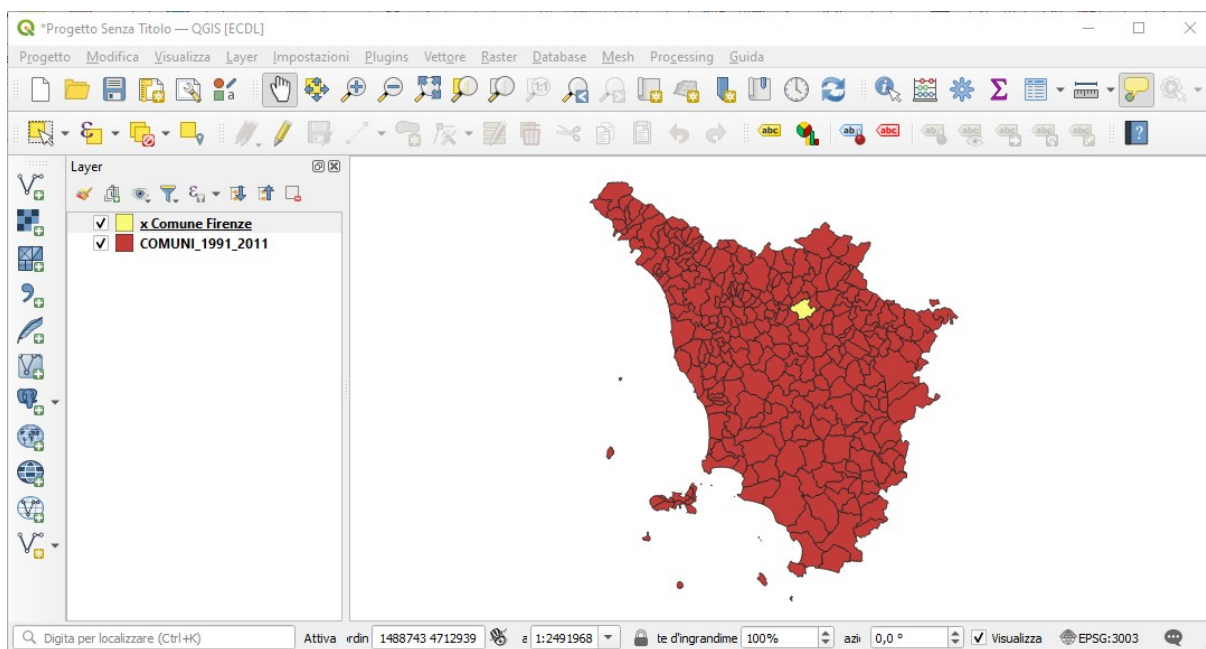 *Progetto Senza Titolo — QGIS [ECDL]
Progetto Modifica Visualizza Layer Impostazioni Plugins Vettore Raster Database Mesh Processing Guida
Layer
x Comune Firenze
COMUNI_1991_2011
Digita per localizzare (Ctrl+K) Attiva ırdin 1488743 4712939 a 1:2491968 te d'ingrandime 100% azi 0,0 ° Visualizza EPSG:3003